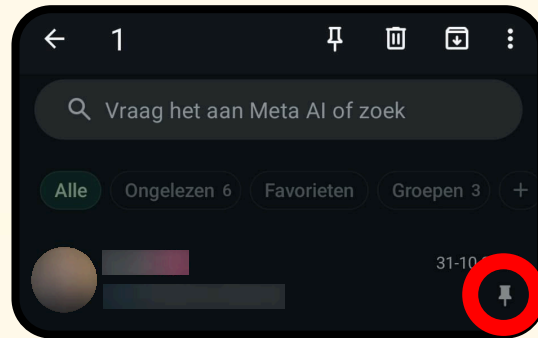 1
Vraag het aan Meta AI of zoek
Alle Ongelezen 6 Favorieten Groepen 3 +
31-10